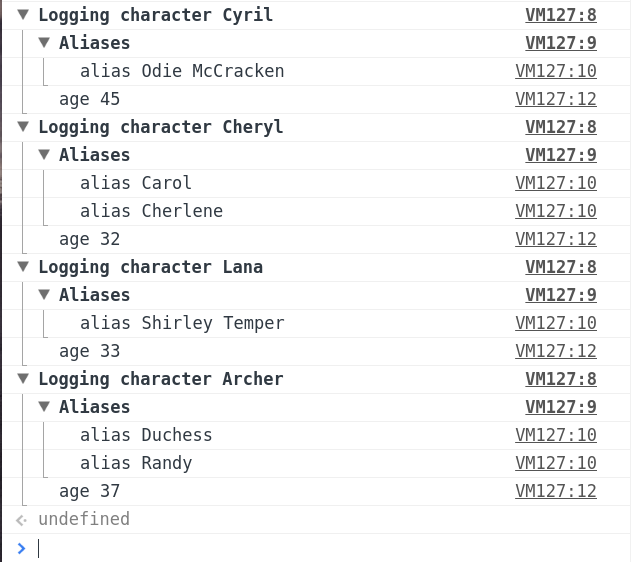 Logging character Cyril VM127:8
Aliases VM127:9
alias Odie McCracken VM127:10
age 45 VM127:12
Logging character Cheryl VM127:8
Aliases VM127:9
alias Carol VM127:10
alias Cherlene VM127:10
age 32 VM127:12
Logging character Lana VM127:8
Aliases VM127:9
alias Shirley Temper VM127:10
age 33 VM127:12
Logging character Archer VM127:8
Aliases VM127:9
alias Duchess VM127:10
alias Randy VM127:10
age 37 VM127:12
undefined